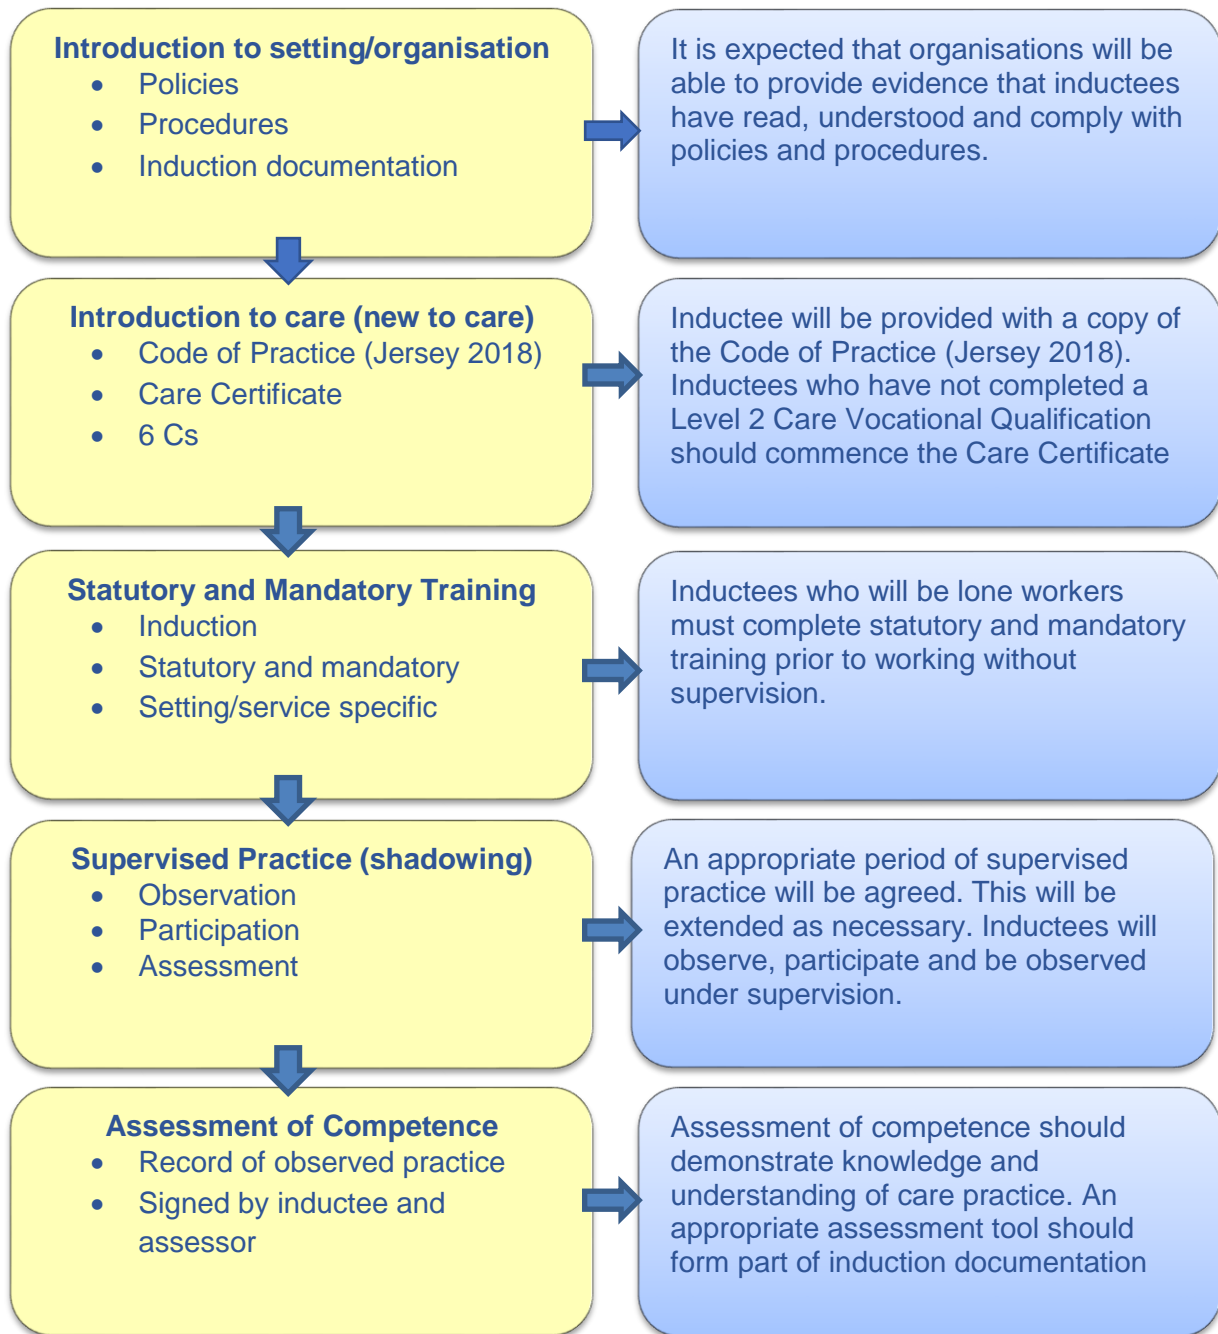 Introduction to setting/organisation
• Policies
• Procedures
• Induction documentation
It is expected that organisations will be
able to provide evidence that inductees
have read, understood and comply with
policies and procedures.
Introduction to care (new to care)
• Code of Practice (Jersey 2018)
• Care Certificate
• 6 Cs
Inductee will be provided with a copy of
the Code of Practice (Jersey 2018).
Inductees who have not completed a
Level 2 Care Vocational Qualification
should commence the Care Certificate
Statutory and Mandatory Training
• Induction
• Statutory and mandatory
• Setting/service specific
Inductees who will be lone workers
must complete statutory and mandatory
training prior to working without
supervision.
Supervised Practice (shadowing)
• Observation
• Participation
• Assessment
An appropriate period of supervised
practice will be agreed. This will be
extended as necessary. Inductees will
observe, participate and be observed
under supervision.
Assessment of Competence
• Record of observed practice
• Signed by inductee and
assessor
Assessment of competence should
demonstrate knowledge and
understanding of care practice. An
appropriate assessment tool should
form part of induction documentation